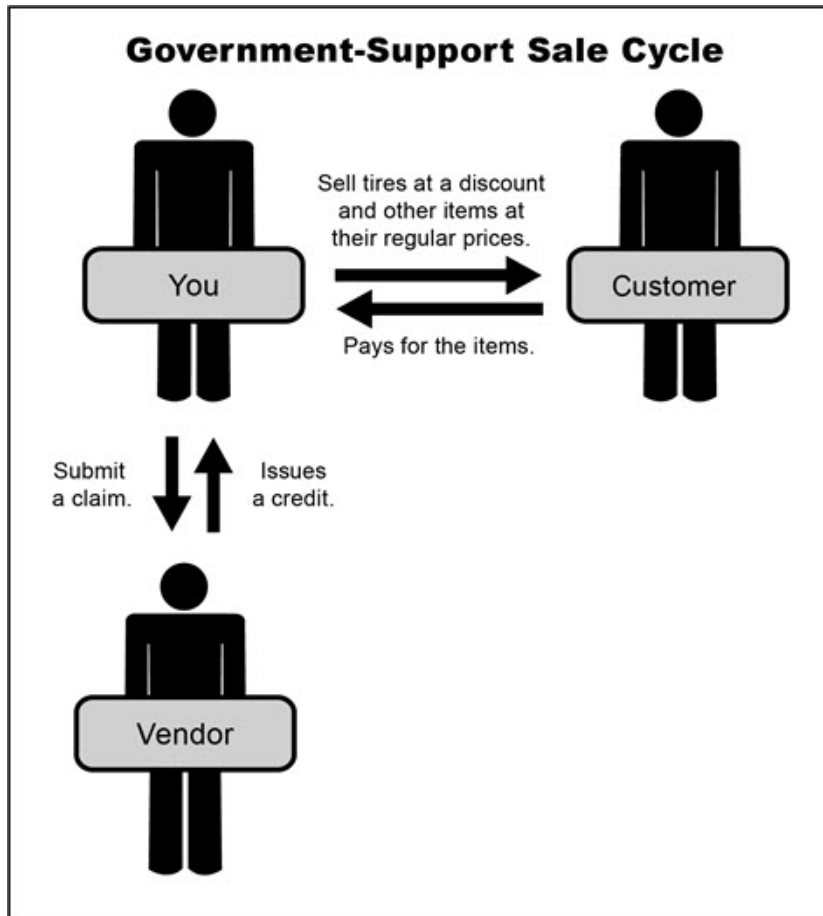 Government-Support Sale Cycle
Sell tires at a discount
and other items at
their regular prices.
You
Customer
Pays for the items.
Submit
a claim.
Issues
a credit.
Vendor